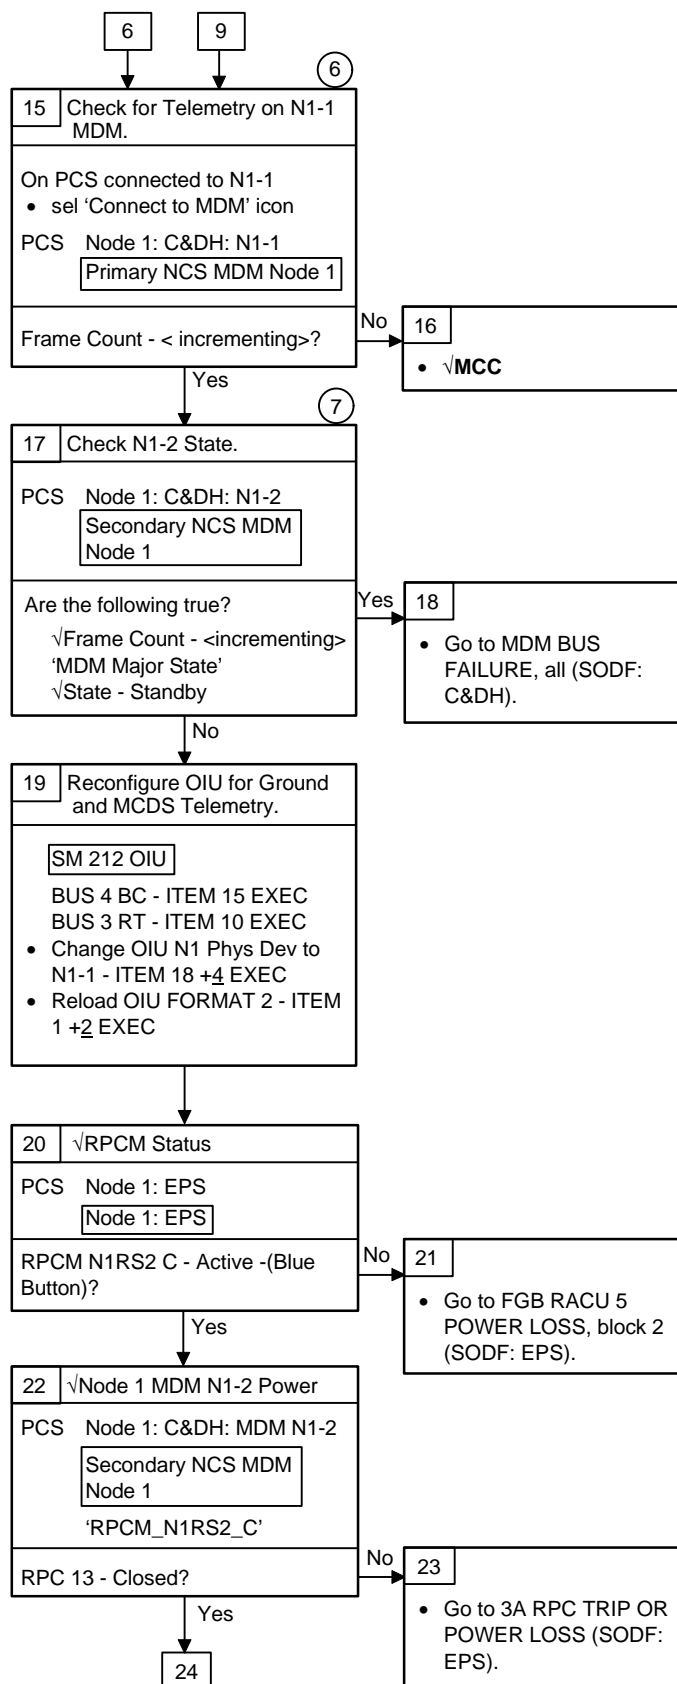 6
9
6
15
Check for Telemetry on N1-1
MDM.
On PCS connected to N1-1
• sel ‘Connect to MDM’ icon
PCS Node 1: C&DH: N1-1
Primary NCS MDM Node 1
Frame Count - < incrementing>?
No
16
• √MCC
Yes
7
17
Check N1-2 State.
PCS Node 1: C&DH: N1-2
Secondary NCS MDM
Node 1
Are the following true?
√Frame Count - <incrementing>
‘MDM Major State’
√State - Standby
Yes
18
• Go to MDM BUS
FAILURE, all (SODF:
C&DH).
No
19
Reconfigure OIU for Ground
and MCDS Telemetry.
SM 212 OIU
BUS 4 BC - ITEM 15 EXEC
BUS 3 RT - ITEM 10 EXEC
• Change OIU N1 Phys Dev to
N1-1 - ITEM 18 +4 EXEC
• Reload OIU FORMAT 2 - ITEM
1 +2 EXEC
20
√RPCM Status
PCS Node 1: EPS
Node 1: EPS
RPCM N1RS2 C - Active -(Blue
Button)?
No
21
• Go to FGB RACU 5
POWER LOSS, block 2
(SODF: EPS).
Yes
22
√Node 1 MDM N1-2 Power
PCS Node 1: C&DH: MDM N1-2
Secondary NCS MDM
Node 1
‘RPCM_N1RS2_C’
RPC 13 - Closed?
No
23
• Go to 3A RPC TRIP OR
POWER LOSS (SODF:
EPS).
Yes
24